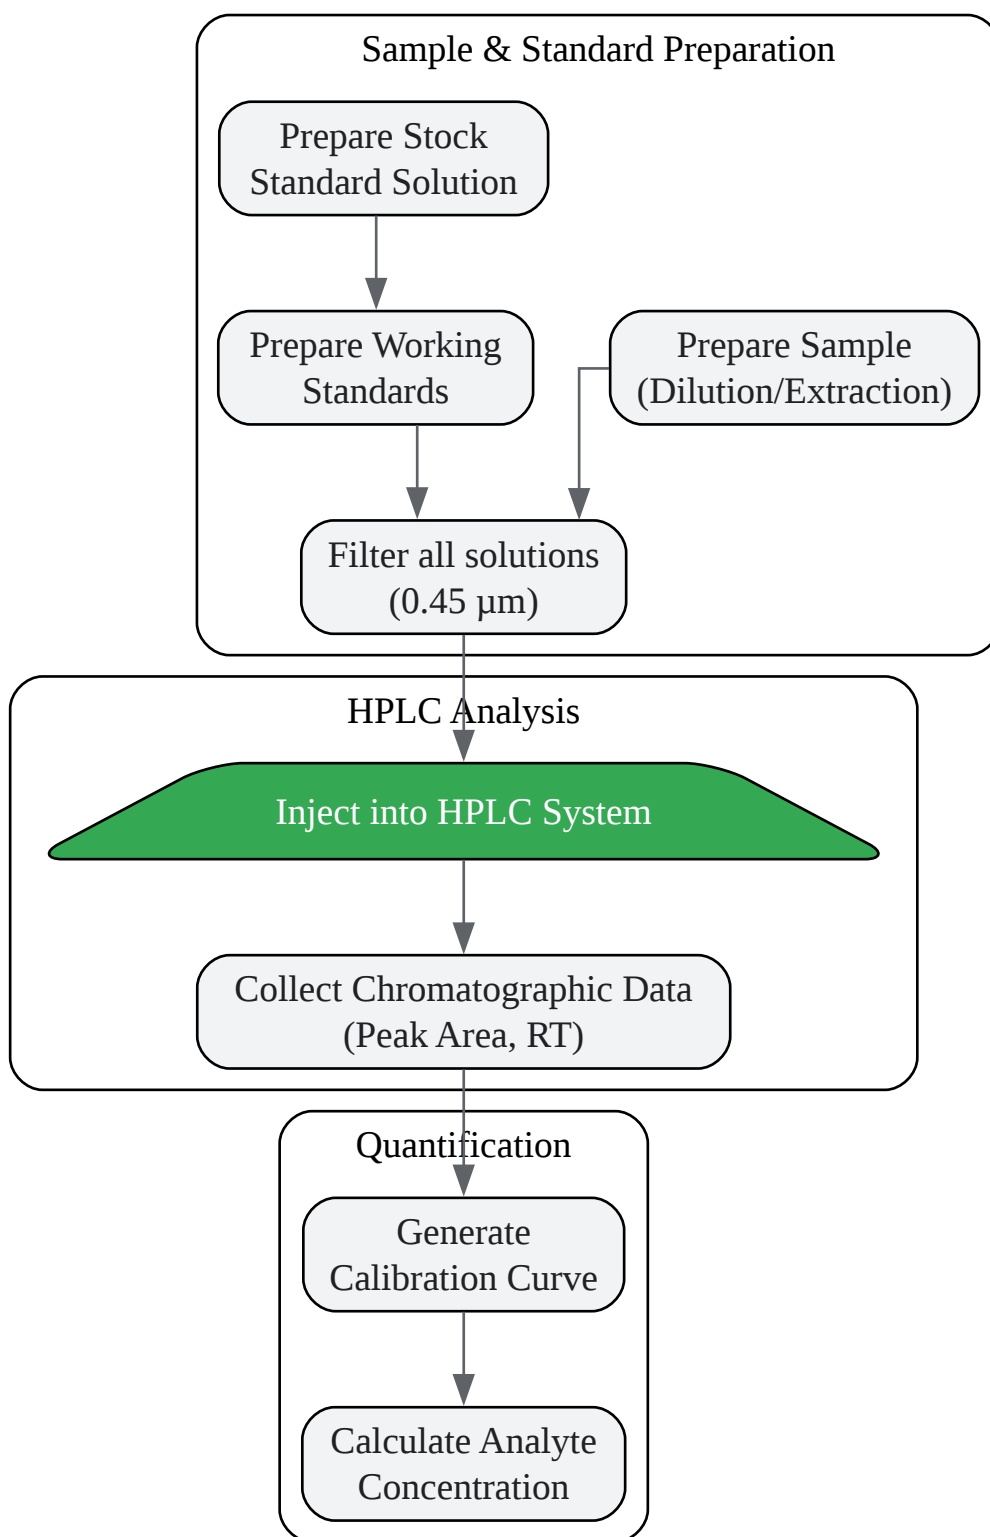 Sample & Standard Preparation
Prepare Stock
Standard Solution
Prepare Working
Standards
Prepare Sample
(Dilution/Extraction)
Filter all solutions
(0.45 µm)
HPLC Analysis
Inject into HPLC System
Collect Chromatographic Data
(Peak Area, RT)
Quantification
Generate
Calibration Curve
Calculate Analyte
Concentration